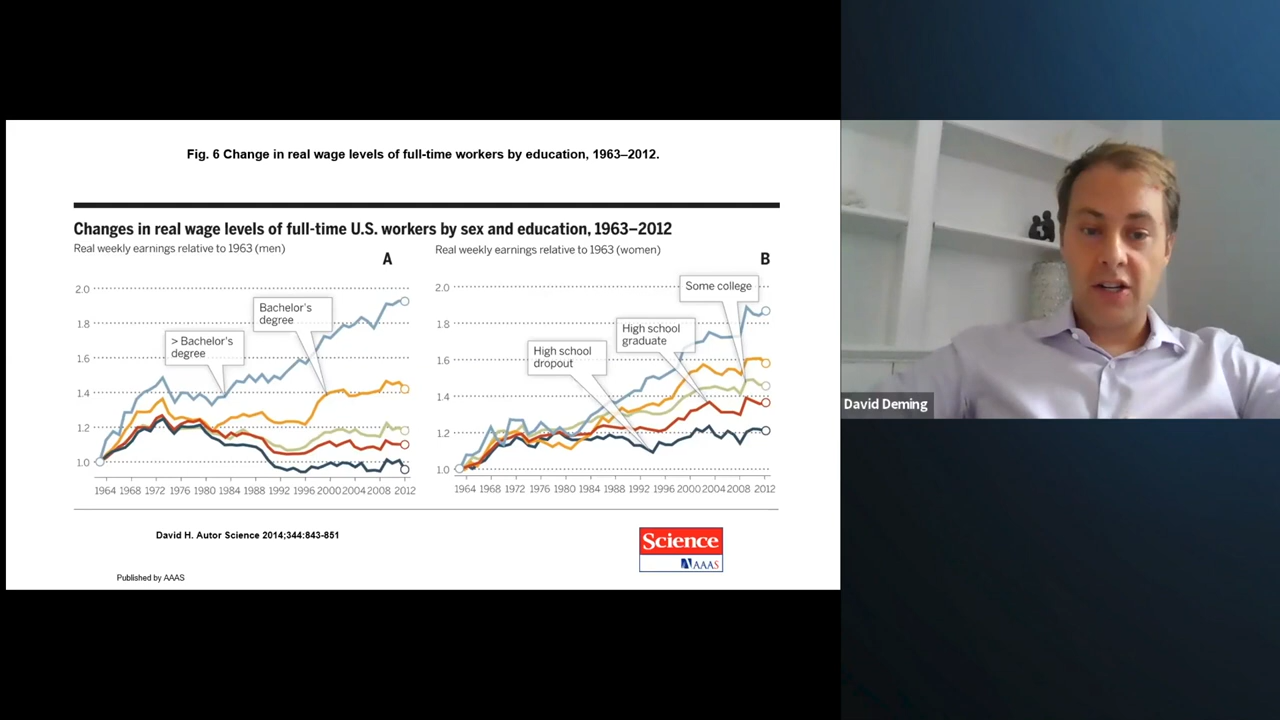 Fig. 6 Change in real wage levels of full-time workers by education, 1963–2012.
Changes in real wage levels of full-time U.S. workers by sex and education, 1963–2012
Real weekly earnings relative to 1963 (men)
A
2.0
1.8
1.6
1.4
1.2
1.0
> Bachelor's
degree
Bachelor's
degree
1964 1968 1972 1976 1980 1984 1988 1992 1996 2000 2004 2008 2012
Real weekly earnings relative to 1963 (women)
B
2.0
1.8
1.6
1.4
1.2
1.0
High school
dropout
High school
graduate
Some college
1964 1968 1972 1976 1980 1984 1988 1992 1996 2000 2004 2008 2012
David H. Autor Science 2014;344:843-851
Science
AAAS
Published by AAAS
David Deming